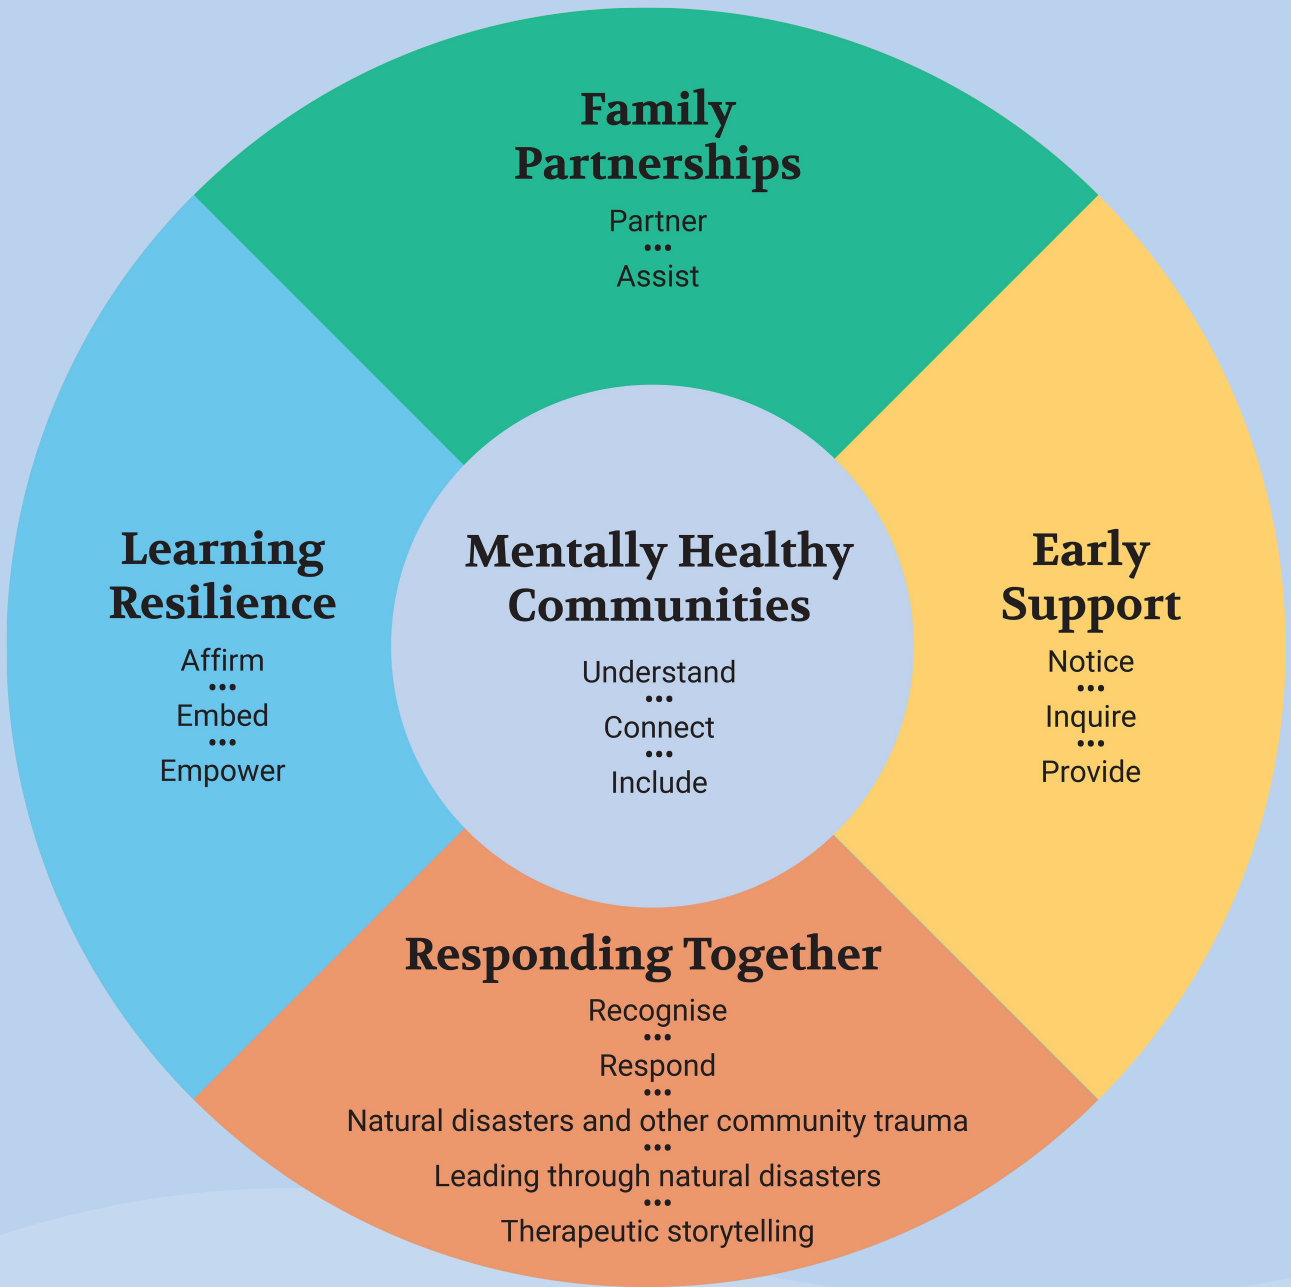 Family
Partnerships
Partner
•••
Assist
Learning
Resilience
Affirm
•••
Embed
•••
Empower
Mentally Healthy
Communities
Understand
•••
Connect
•••
Include
Early
Support
Notice
•••
Inquire
•••
Provide
Responding Together
Recognise
•••
Respond
•••
Natural disasters and other community trauma
•••
Leading through natural disasters
•••
Therapeutic storytelling